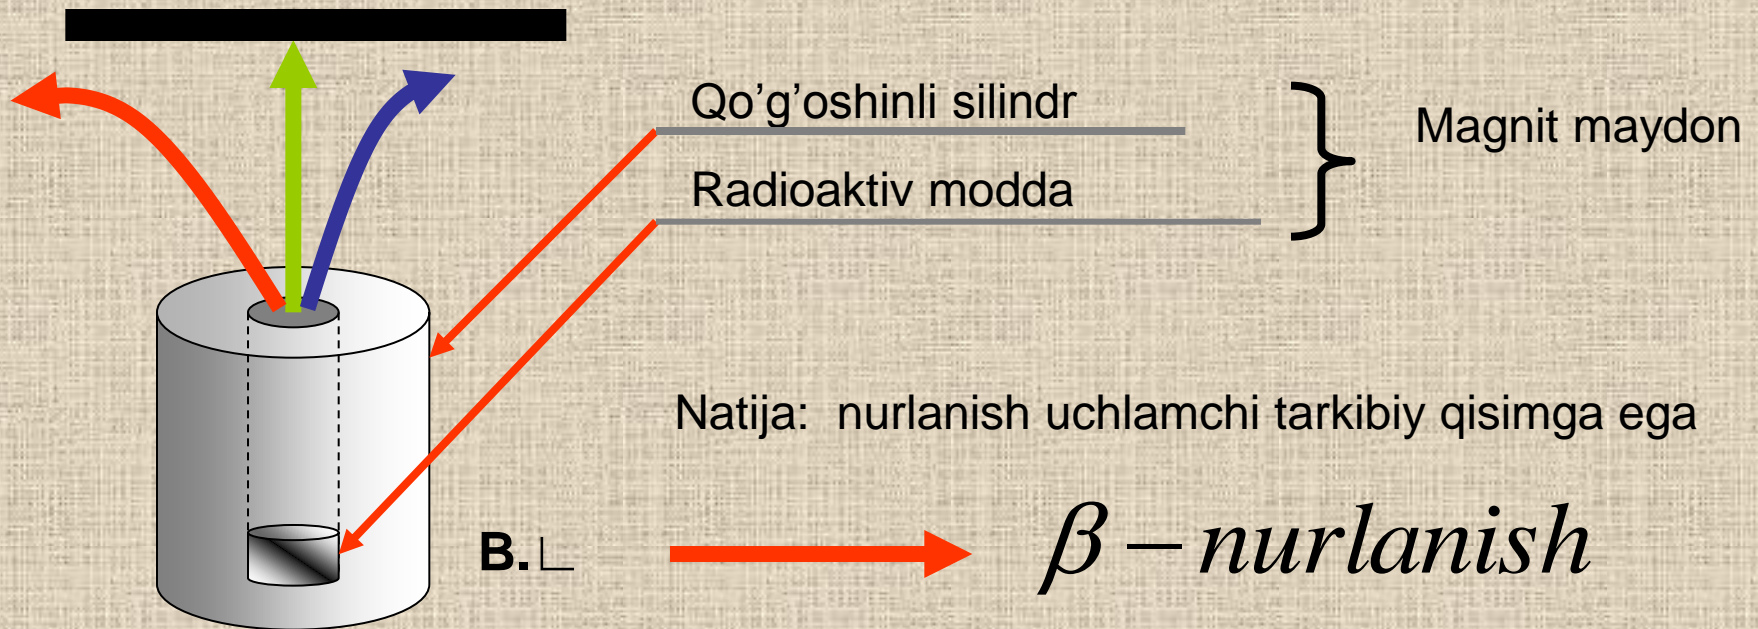 Qo’g’oshinli silindr
Magnit maydon
Radioaktiv modda
Natija: nurlanish uchlamchi tarkibiy qisimga ega
B.∟
β – nurlanish